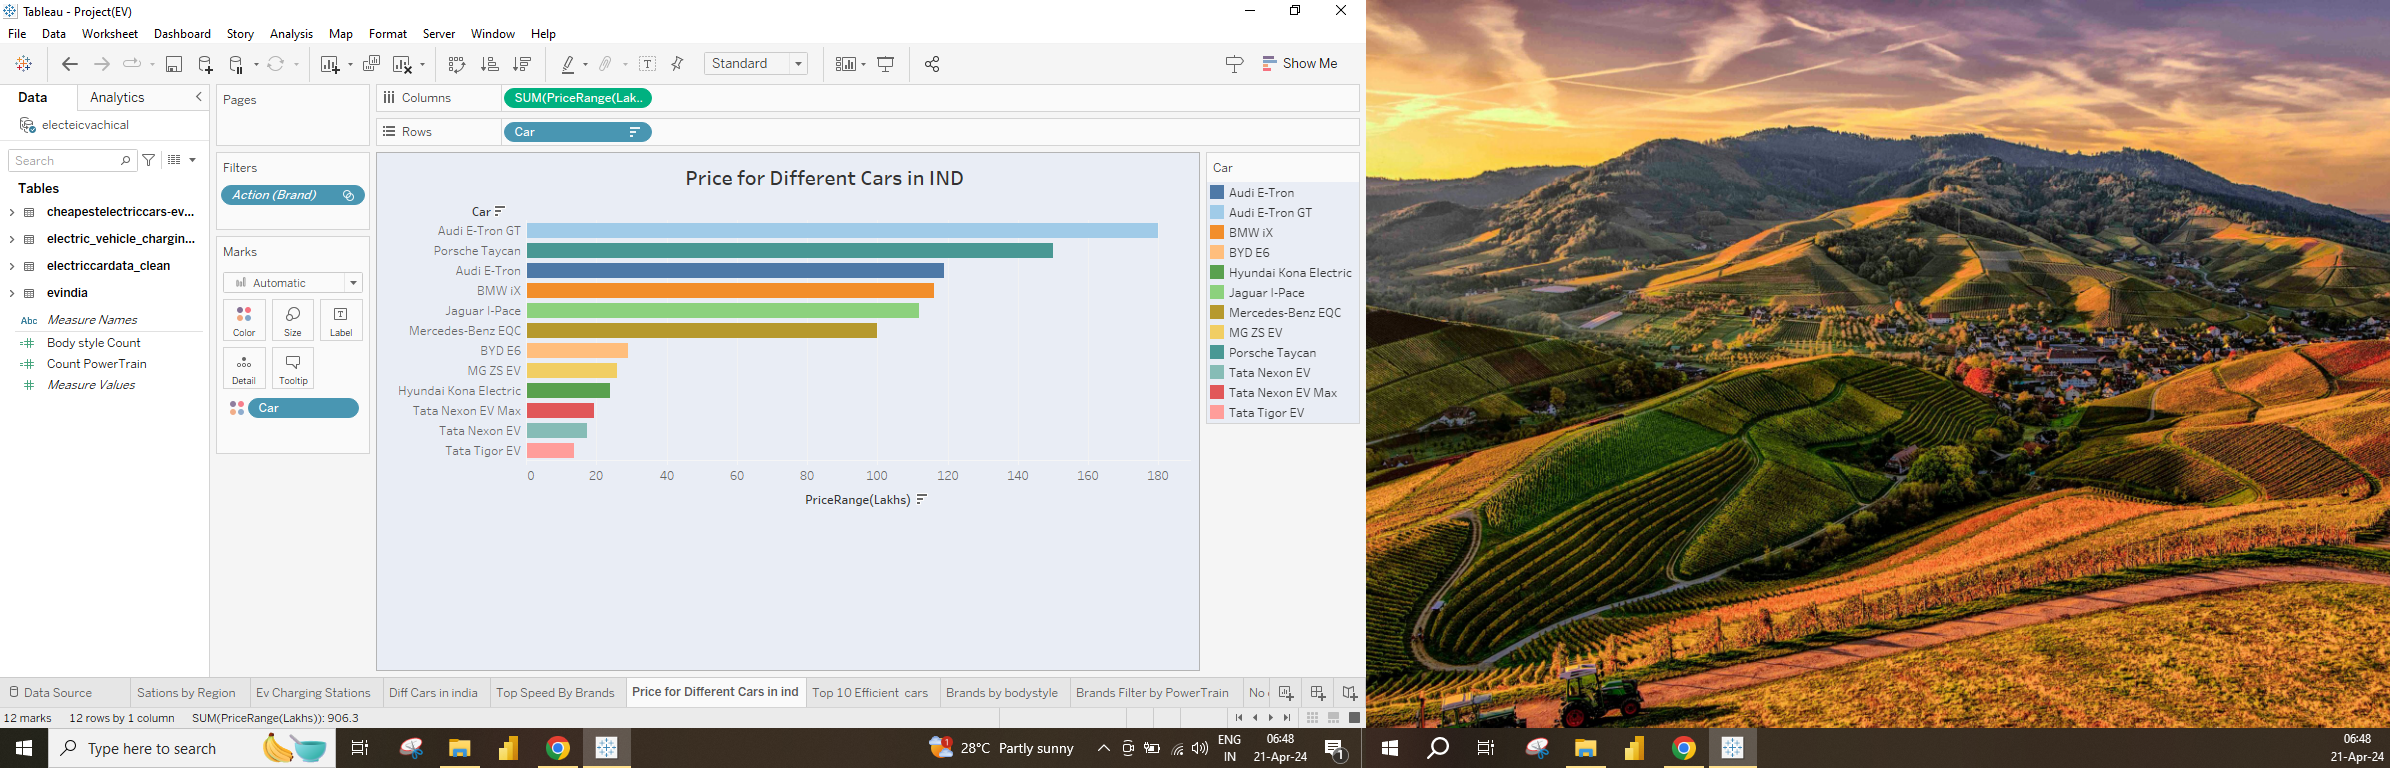 Tableau - Project(EV)
File Data Worksheet Dashboard Story Analysis Map Format Server Window Help
Standard
Show Me
Data Analytics
electeicvachical
Search
Tables
cheapestelectriccars-ev...
electric_vehicle_chargin...
electriccardata_clean
evindia
Abc Measure Names
Body style Count
Count PowerTrain
Measure Values
Pages
Filters
Action (Brand)
Marks
Automatic
Color Size Label
Detail Tooltip
Car
Columns SUM(PriceRange(Lak..
Rows Car
Price for Different Cars in IND
Car
Audi E-Tron GT
Porsche Taycan
Audi E-Tron
BMW iX
Jaguar I-Pace
Mercedes-Benz EQC
BYD E6
MG ZS EV
Hyundai Kona Electric
Tata Nexon EV Max
Tata Nexon EV
Tata Tigor EV
0 20 40 60 80 100 120 140 160 180
PriceRange(Lakhs)
Car
Audi E-Tron
Audi E-Tron GT
BMW iX
BYD E6
Hyundai Kona Electric
Jaguar I-Pace
Mercedes-Benz EQC
MG ZS EV
Porsche Taycan
Tata Nexon EV
Tata Nexon EV Max
Tata Tigor EV
Data Source Sations by Region Ev Charging Stations Diff Cars in india Top Speed By Brands Price for Different Cars in ind Top 10 Efficient cars Brands by bodystyle Brands Filter by PowerTrain No
12 marks 12 rows by 1 column SUM(PriceRange(Lakhs)): 906.3
Type here to search
1
28°C Partly sunny
ENG
IN
06:48
21-Apr-24
1
06:48
21-Apr-24